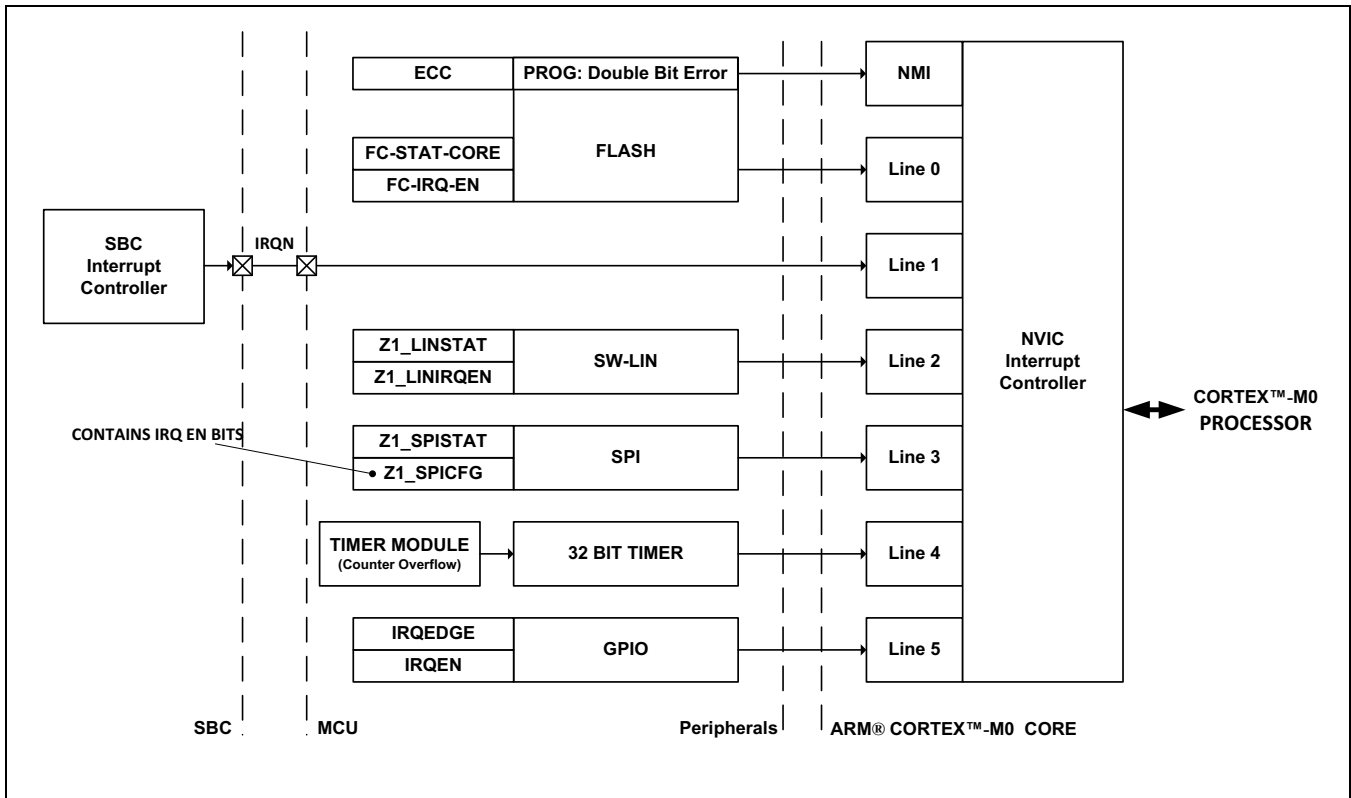 ECC
PROG: Double Bit Error
NMI
FC-STAT-CORE
FC-IRQ-EN
FLASH
Line 0
SBC
Interrupt
Controller
IRQN
Line 1
Z1_LINSTAT
Z1_LINIRQEN
SW-LIN
Line 2
NVIC
Interrupt
Controller
CORTEX™-M0
PROCESSOR
CONTAINS IRQ EN BITS
Z1_SPISTAT
Z1_SPICFG
SPI
Line 3
TIMER MODULE
(Counter Overflow)
32 BIT TIMER
Line 4
IRQEDGE
IRQEN
GPIO
Line 5
SBC
MCU
Peripherals
ARM® CORTEX™-M0 CORE